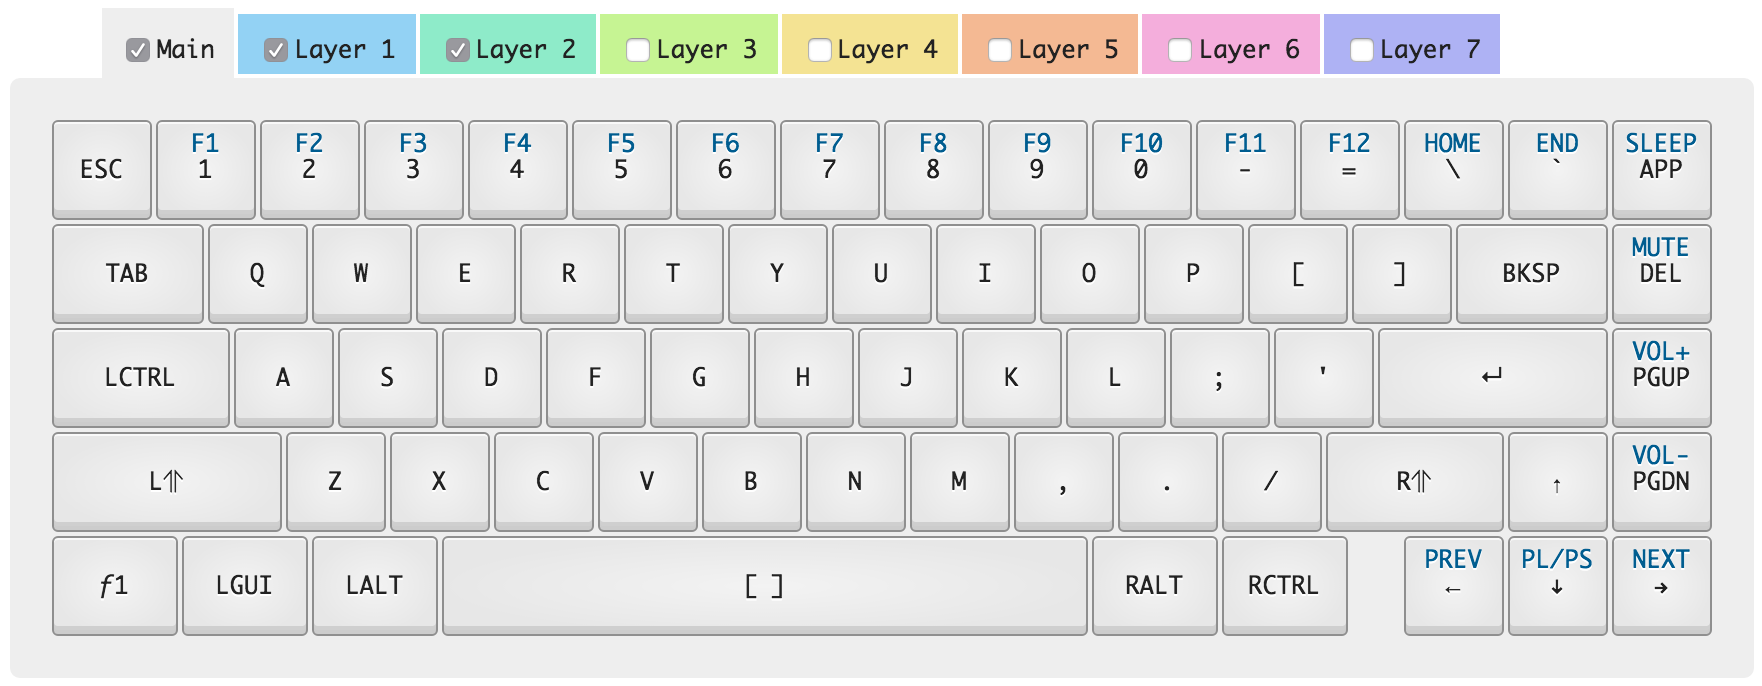 Main Layer 1 Layer 2 Layer 3 Layer 4 Layer 5 Layer 6 Layer 7
F1 F2 F3 F4 F5 F6 F7 F8 F9 F10 F11 F12 HOME END SLEEP
ESC 1 2 3 4 5 6 7 8 9 0 - = \ ` APP
MUTE
TAB Q W E R T Y U I O P [ ] BKSP DEL
VOL+
LCTRL A S D F G H J K L ; ' ↵ PGUP
VOL-
L⥣ Z X C V B N M , . / R⥣ ↑ PGDN
PREV PL/PS NEXT
ƒ1 LGUI LALT [ ] RALT RCTRL ← ↓ →